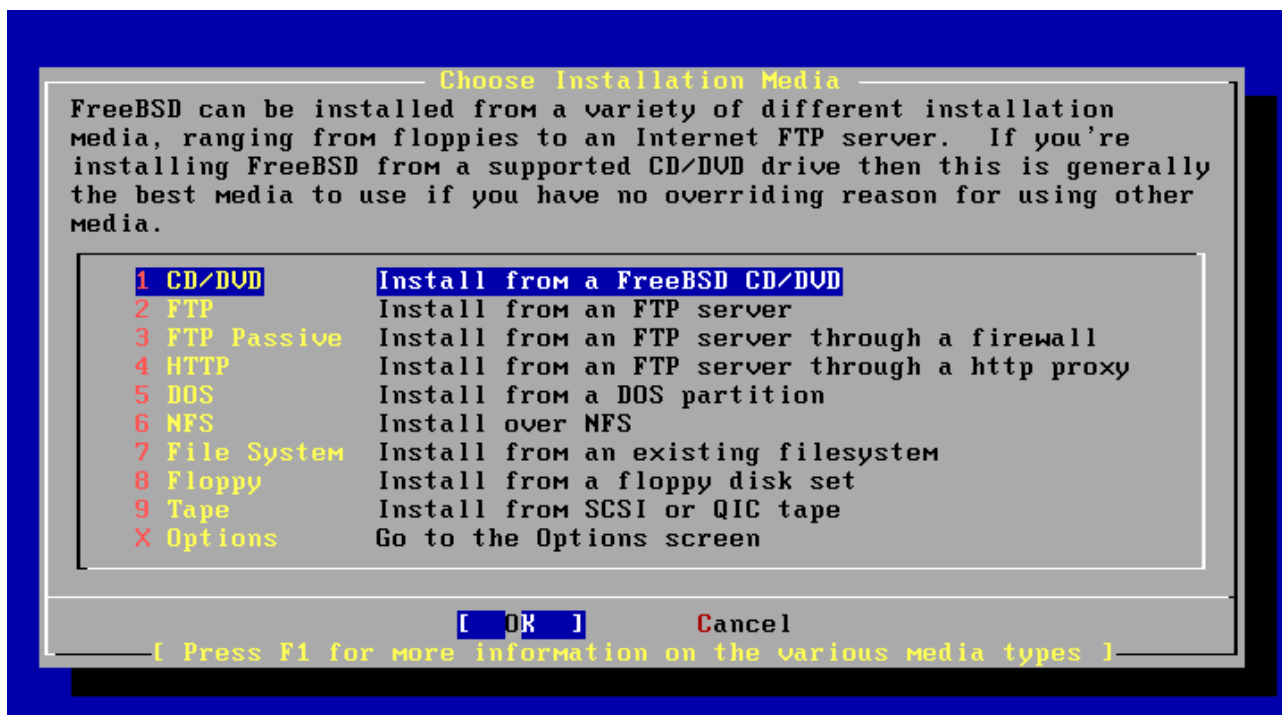 Choose Installation Media
FreeBSD can be installed from a variety of different installation
media, ranging from floppies to an Internet FTP server.  If you're
installing FreeBSD from a supported CD/DVD drive then this is generally
the best media to use if you have no overriding reason for using other
media.
1 CD/DVD Install from a FreeBSD CD/DVD
2 FTP Install from an FTP server
3 FTP Passive Install from an FTP server through a firewall
4 HTTP Install from an FTP server through a http proxy
5 DOS Install from a DOS partition
6 NFS Install over NFS
7 File System Install from an existing filesystem
8 Floppy Install from a floppy disk set
9 Tape Install from SCSI or QIC tape
X Options Go to the Options screen
[ OK ] Cancel
[ Press F1 for more information on the various media types ]